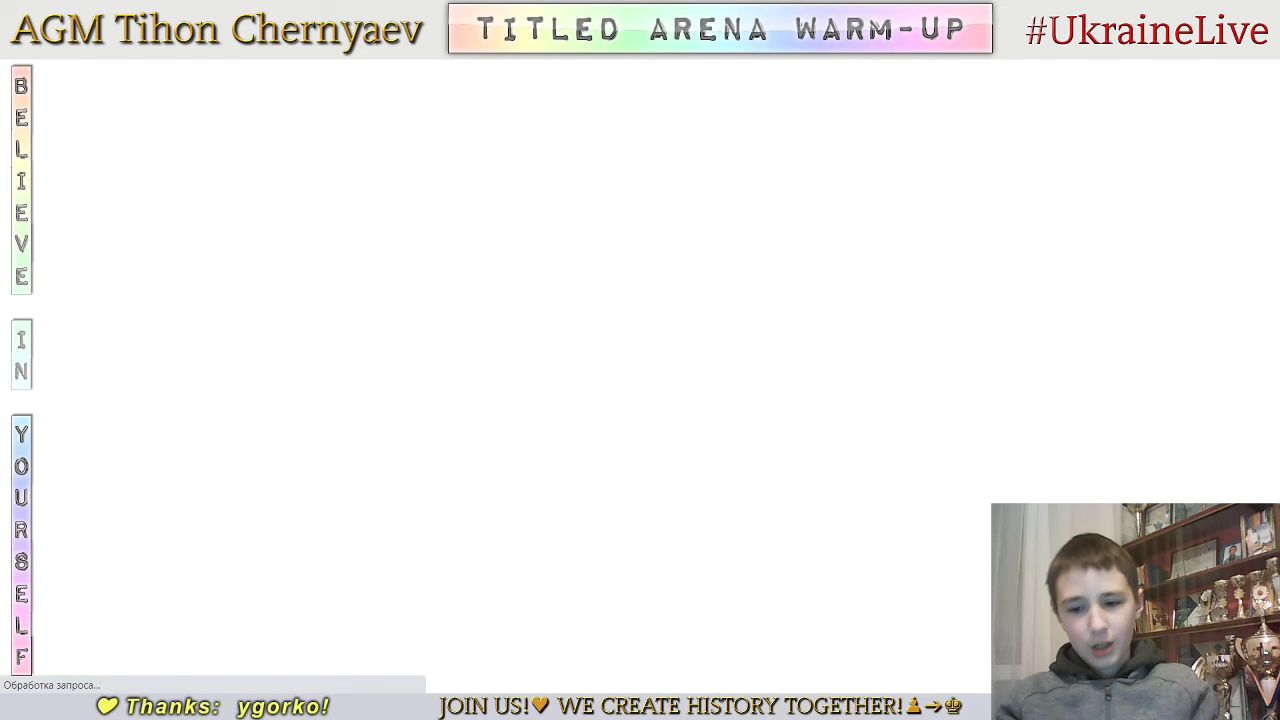 AGM Tihon Chernyaev
TITLED ARENA WARM-UP
#UkraineLive
BELIEVE
IN
YOURSELF
Обработка запроса...
Thanks: ygorko!
JOIN US!🧡 WE CREATE HISTORY TOGETHER!♟→♚